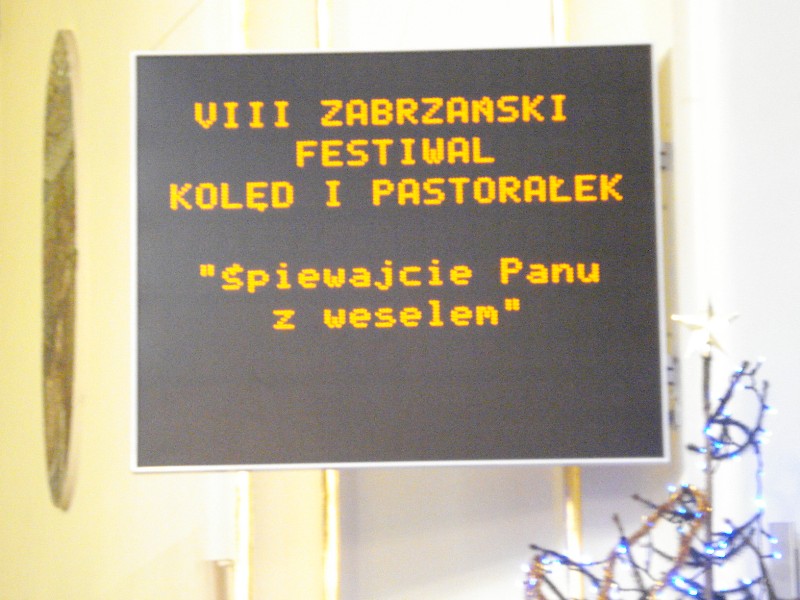 VIII ZABRZAŃSKI
FESTIWAL
KOLĘD I PASTORAŁEK
"Śpiewajcie Panu
z weselem"